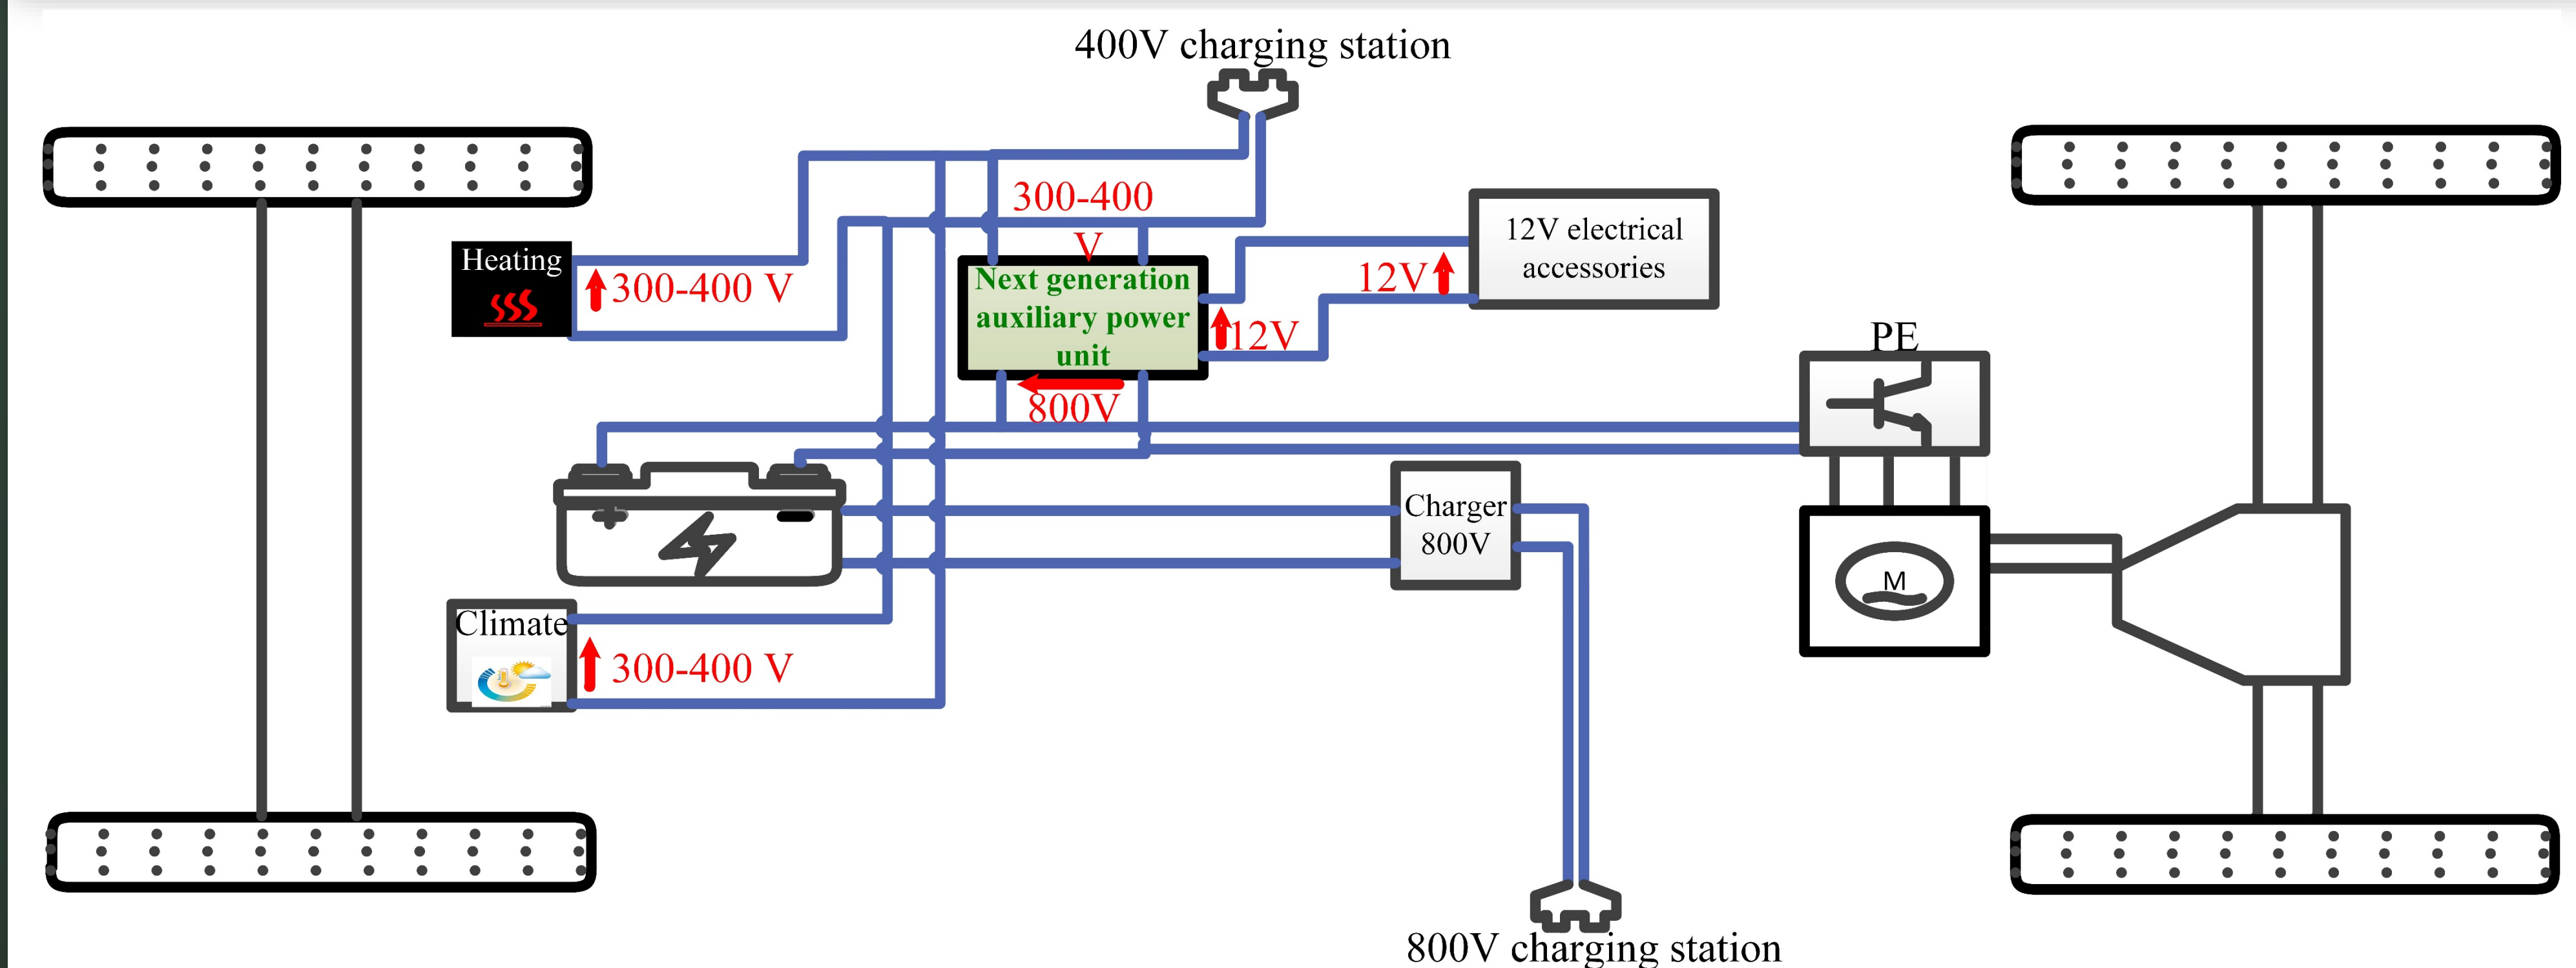 400V charging station
300-400
V
Heating
300-400 V
12V electrical
accessories
12V
Next generation
auxiliary power
unit
12V
800V
PE
Charger
800V
M
Climate
300-400 V
800V charging station